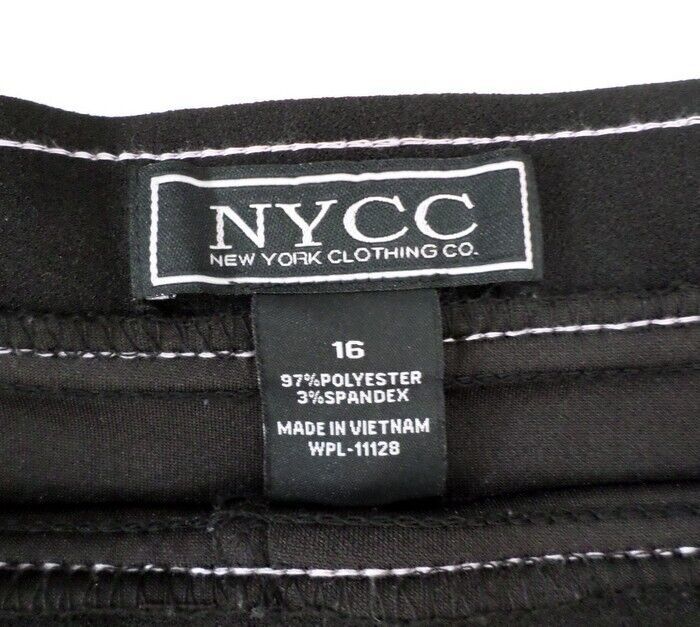 NYCC
NEW YORK CLOTHING CO.
16
97%POLYESTER
3%SPANDEX
MADE IN VIETNAM
WPL-11128